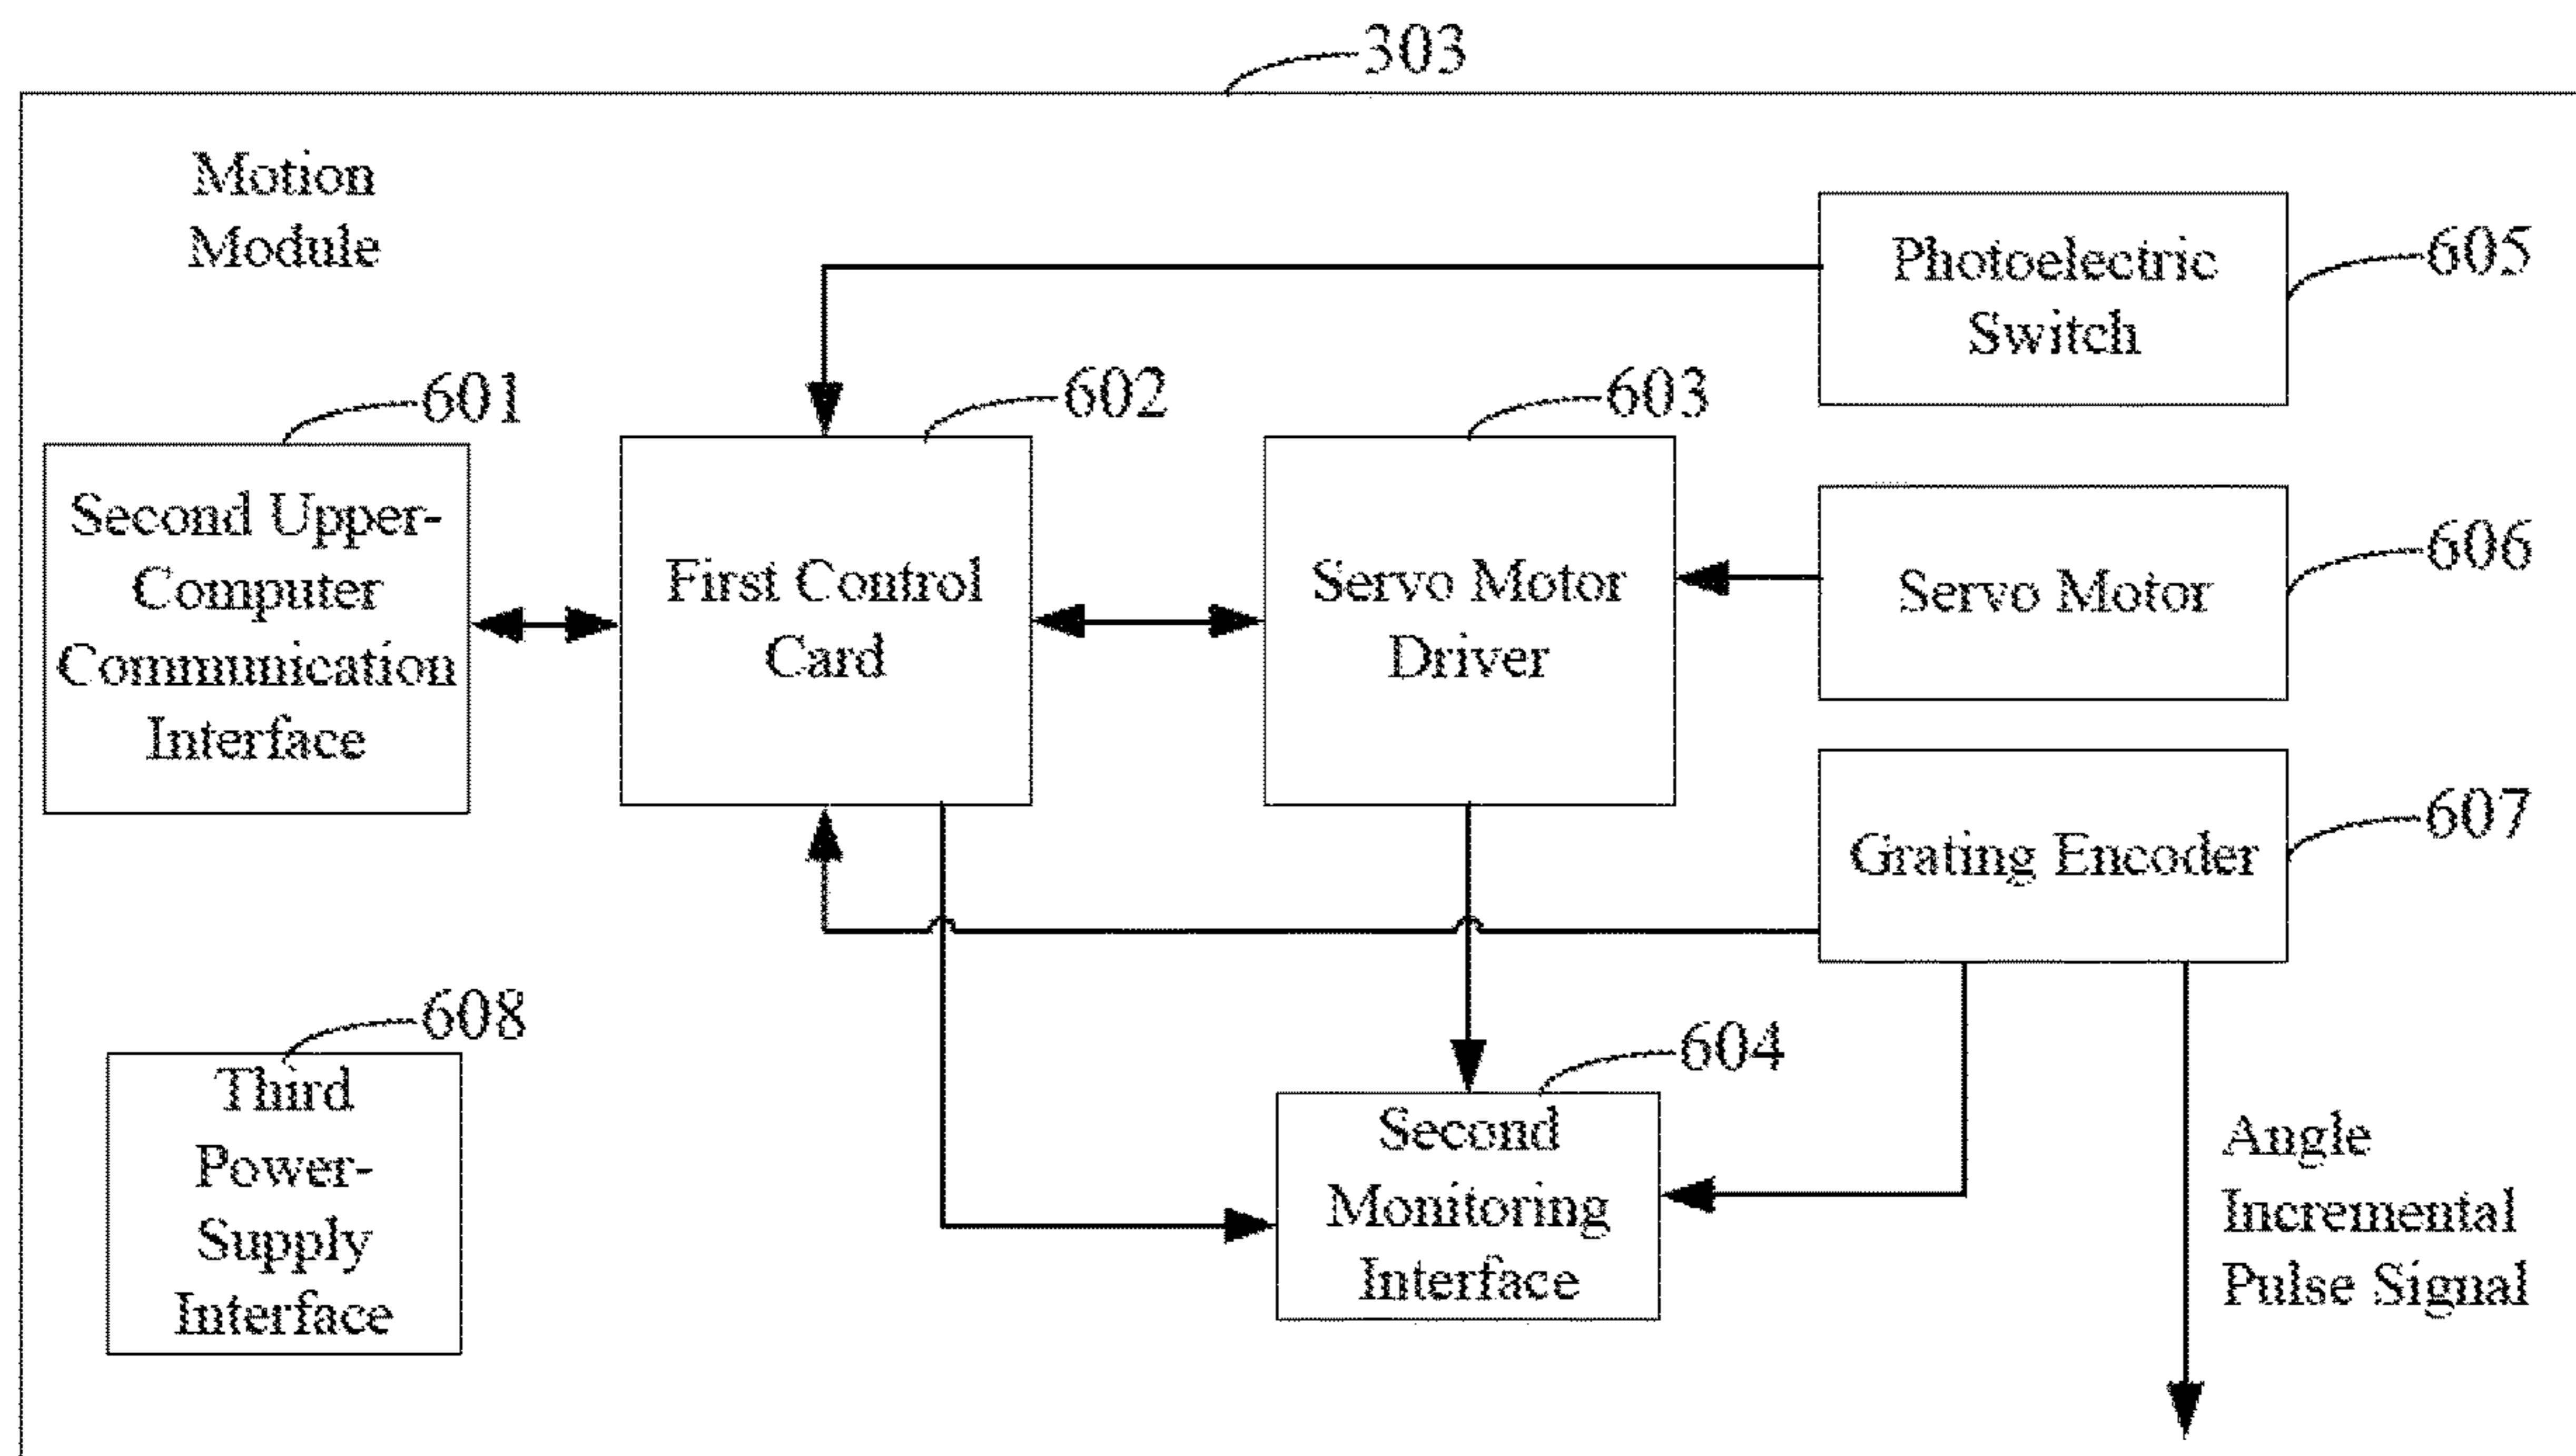 303
Motion
Module
Photoelectric
Switch
605
601
602
603
Second Upper-
Computer
Communication
Interface
First Control
Card
Servo Motor
Driver
Servo Motor
606
Grating Encoder
607
608
Third
Power-
Supply
Interface
604
Second
Monitoring
Interface
Angle
Incremental
Pulse Signal